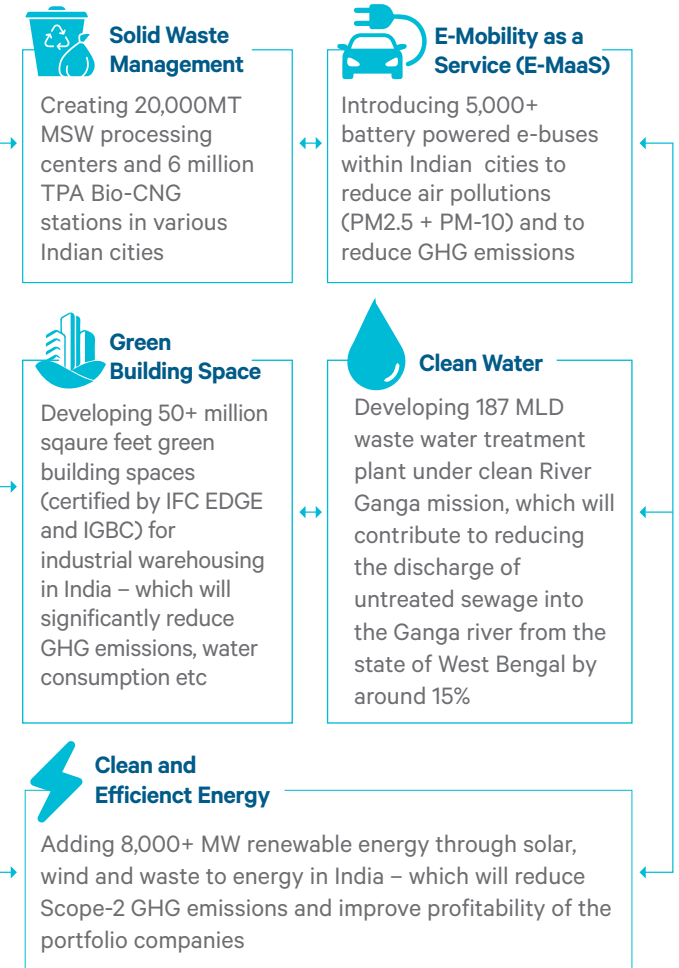 Solid Waste
Management
Creating 20,000MT
MSW processing
centers and 6 million
TPA Bio-CNG
stations in various
Indian cities
E-Mobility as a
Service (E-MaaS)
Introducing 5,000+
battery powered e-buses
within Indian cities to
reduce air pollutions
(PM2.5 + PM-10) and to
reduce GHG emissions
Green
Building Space
Developing 50+ million
sqaure feet green
building spaces
(certified by IFC EDGE
and IGBC) for
industrial warehousing
in India – which will
significantly reduce
GHG emissions, water
consumption etc
Clean Water
Developing 187 MLD
waste water treatment
plant under clean River
Ganga mission, which will
contribute to reducing
the discharge of
untreated sewage into
the Ganga river from the
state of West Bengal by
around 15%
Clean and
Efficienct Energy
Adding 8,000+ MW renewable energy through solar,
wind and waste to energy in India – which will reduce
Scope-2 GHG emissions and improve profitability of the
portfolio companies